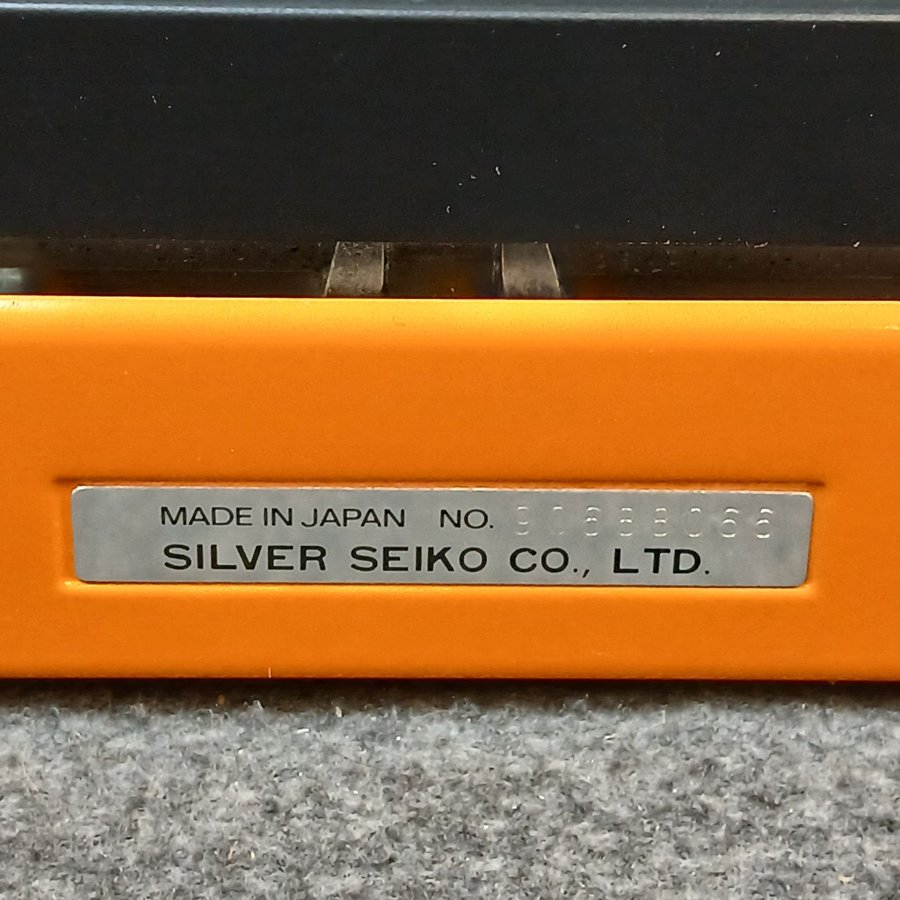 MADE IN JAPAN NO.
SILVER SEIKO CO., LTD.